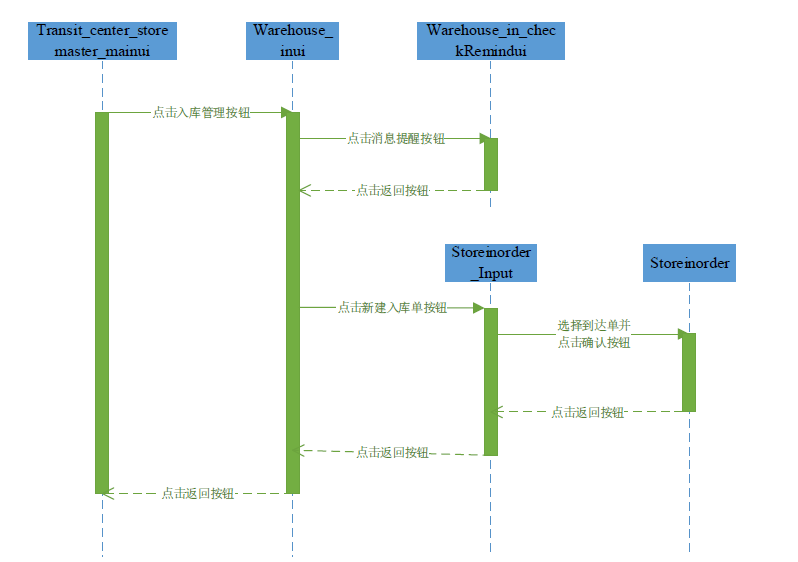 Transit_center_store
master_mainui
Warehouse_
inui
Warehouse_in_chec
kRemindui
点击入库管理按钮
点击消息提醒按钮
点击返回按钮
Storeinorder
_Input
Storeinorder
点击新建入库单按钮
选择到达单并
点击确认按钮
点击返回按钮
点击返回按钮
点击返回按钮